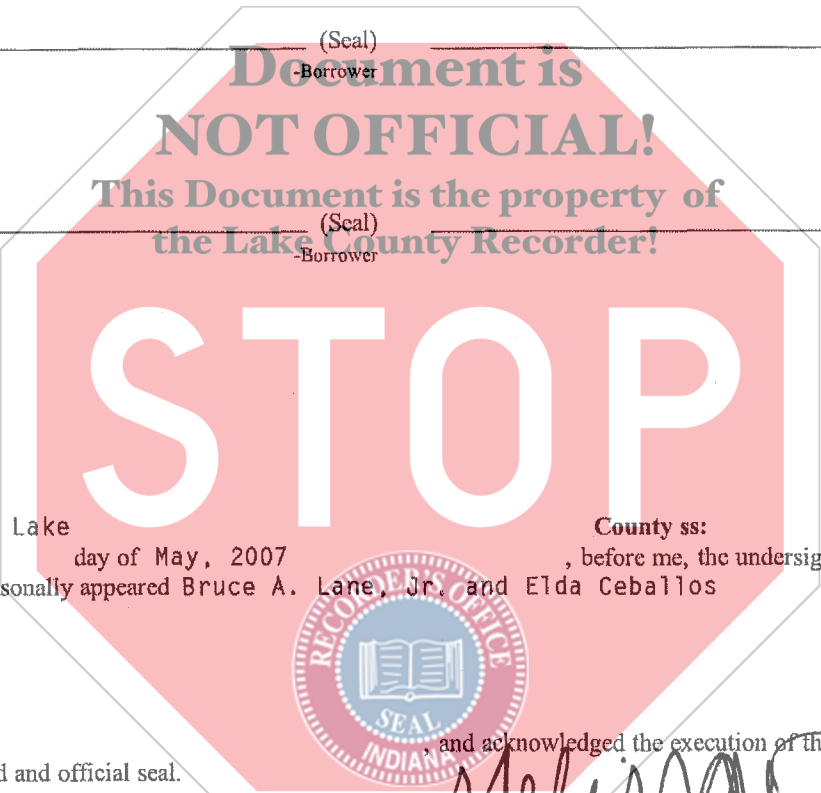 (Seal)
-Borrower
Document is
NOT OFFICIAL!
This Document is the property of
the Lake County Recorder!
(Seal)
-Borrower
STOP
Lake County ss:
day of May, 2007 , before me, the undersig
sonally appeared Bruce A. Lane, Jr. and Elda Ceballos
RECORDER'S OFFICE
SEAL
INDIANA
, and acknowledged the execution of th
d and official seal.